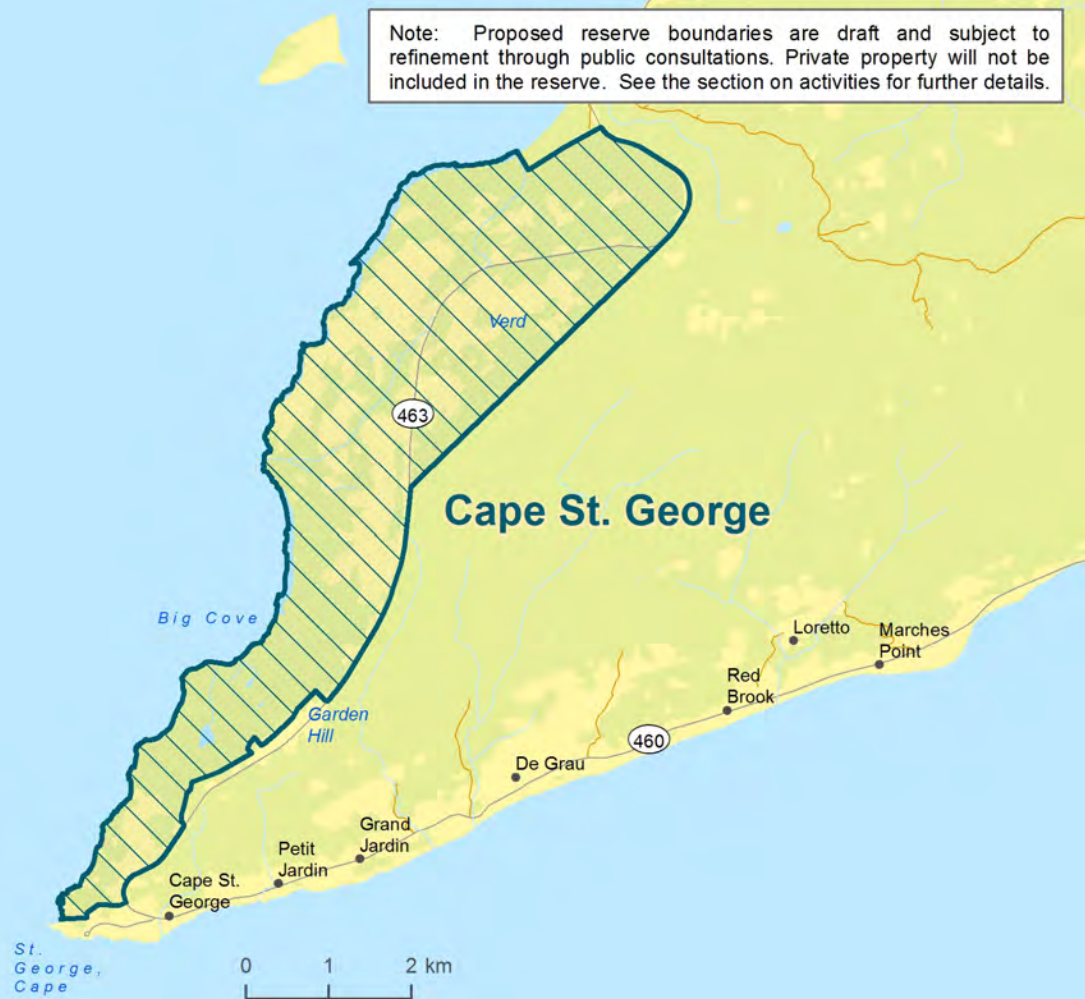 Note: Proposed reserve boundaries are draft and subject to
refinement through public consultations. Private property will not be
included in the reserve. See the section on activities for further details.
Verd
463
Cape St. George
Big Cove
Loretto
Marches
Point
Red
Brook
Garden
Hill
460
De Grau
Grand
Jardin
Petit
Jardin
Cape St.
George
St.
George,
Cape
0 1 2 km